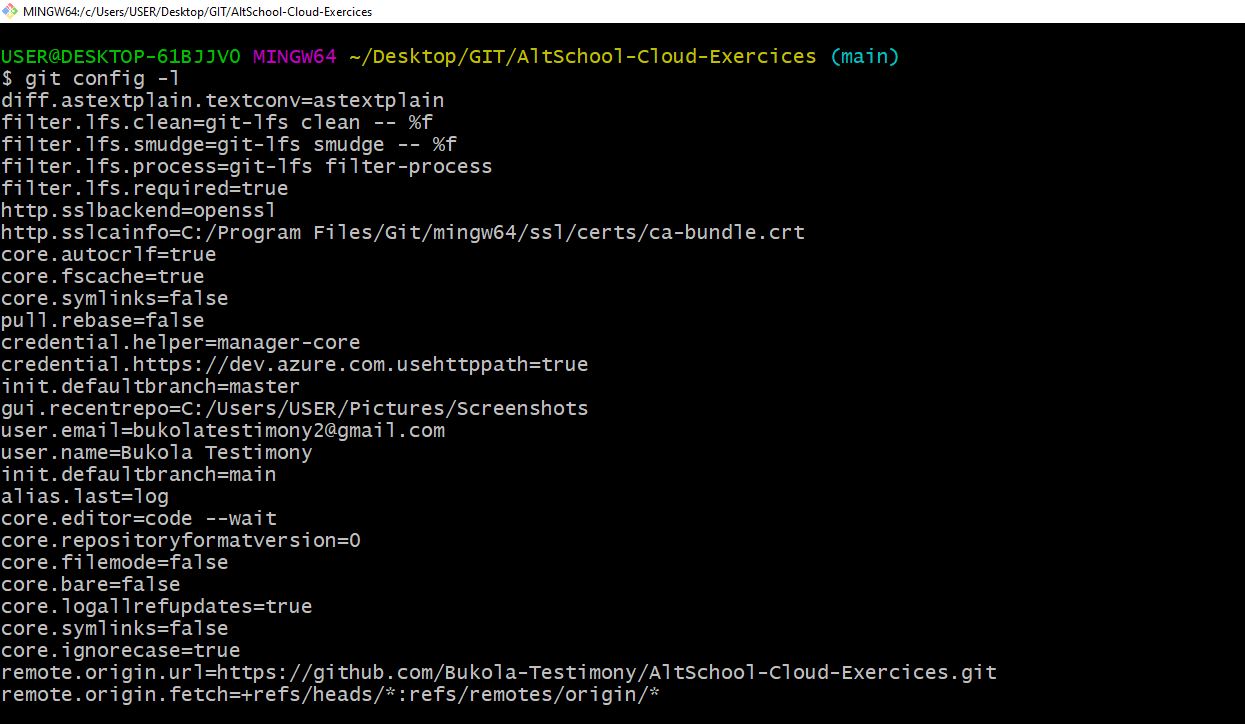 MINGW64:/c/Users/USER/Desktop/GIT/AltSchool-Cloud-Exercices
USER@DESKTOP-61BJJVO MINGW64 ~/Desktop/GIT/AltSchool-Cloud-Exercices (main)
$ git config -l
diff.astextplain.textconv=astextplain
filter.lfs.clean=git-lfs clean -- %f
filter.lfs.smudge=git-lfs smudge -- %f
filter.lfs.process=git-lfs filter-process
filter.lfs.required=true
http.sslbackend=openssl
http.sslcainfo=C:/Program Files/Git/mingw64/ssl/certs/ca-bundle.crt
core.autocrlf=true
core.fscache=true
core.symlinks=false
pull.rebase=false
credential.helper=manager-core
credential.https://dev.azure.com.usehttppath=true
init.defaultbranch=master
gui.recentrepo=C:/Users/USER/Pictures/Screenshots
user.email=bukolatestimony2@gmail.com
user.name=Bukola Testimony
init.defaultbranch=main
alias.last=log
core.editor=code --wait
core.repositoryformatversion=0
core.filemode=false
core.bare=false
core.logallrefupdates=true
core.symlinks=false
core.ignorecase=true
remote.origin.url=https://github.com/Bukola-Testimony/AltSchool-Cloud-Exercices.git
remote.origin.fetch=+refs/heads/*:refs/remotes/origin/*